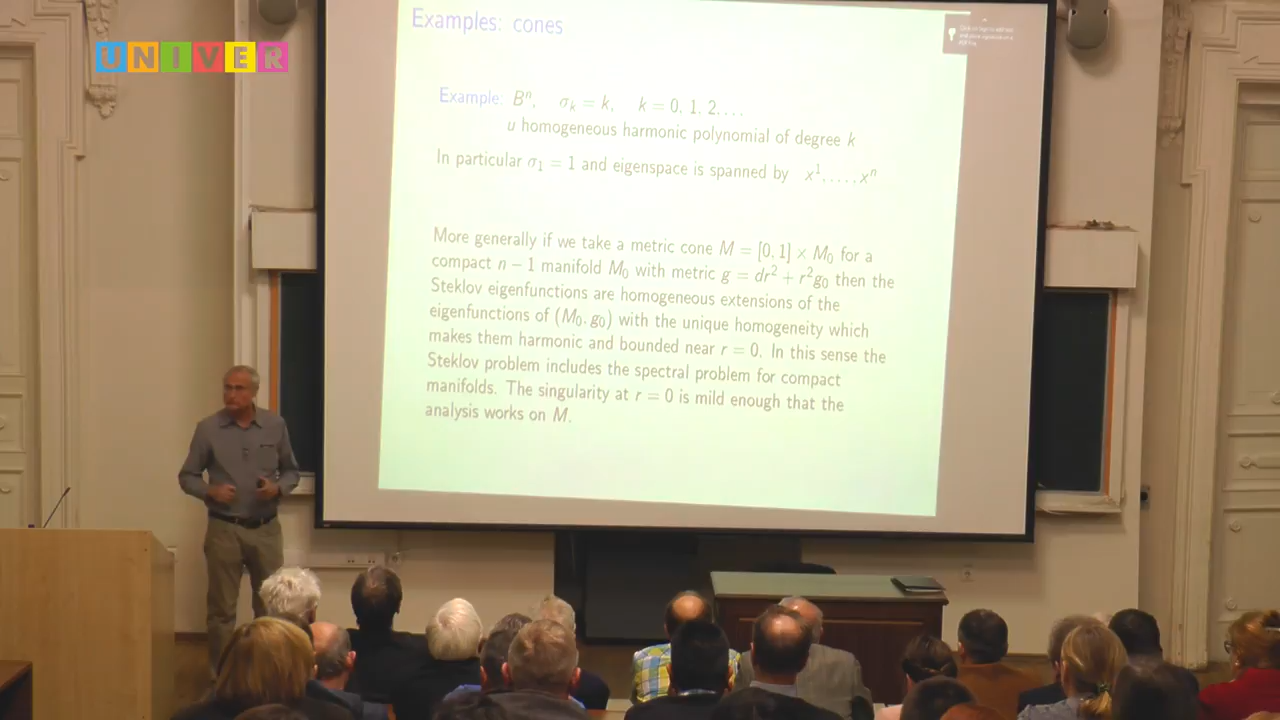 UNIVER
Examples: cones
Example: Bⁿ, σₖ = k, k = 0, 1, 2, . . .
u homogeneous harmonic polynomial of degree k
In particular σ₁ = 1 and eigenspace is spanned by x¹, . . . , xⁿ
More generally if we take a metric cone M = [0, 1] × M₀ for a
compact n − 1 manifold M₀ with metric g = dr² + r²g₀ then the
Steklov eigenfunctions are homogeneous extensions of the
eigenfunctions of (M₀, g₀) with the unique homogeneity which
makes them harmonic and bounded near r = 0. In this sense the
Steklov problem includes the spectral problem for compact
manifolds. The singularity at r = 0 is mild enough that the
analysis works on M.